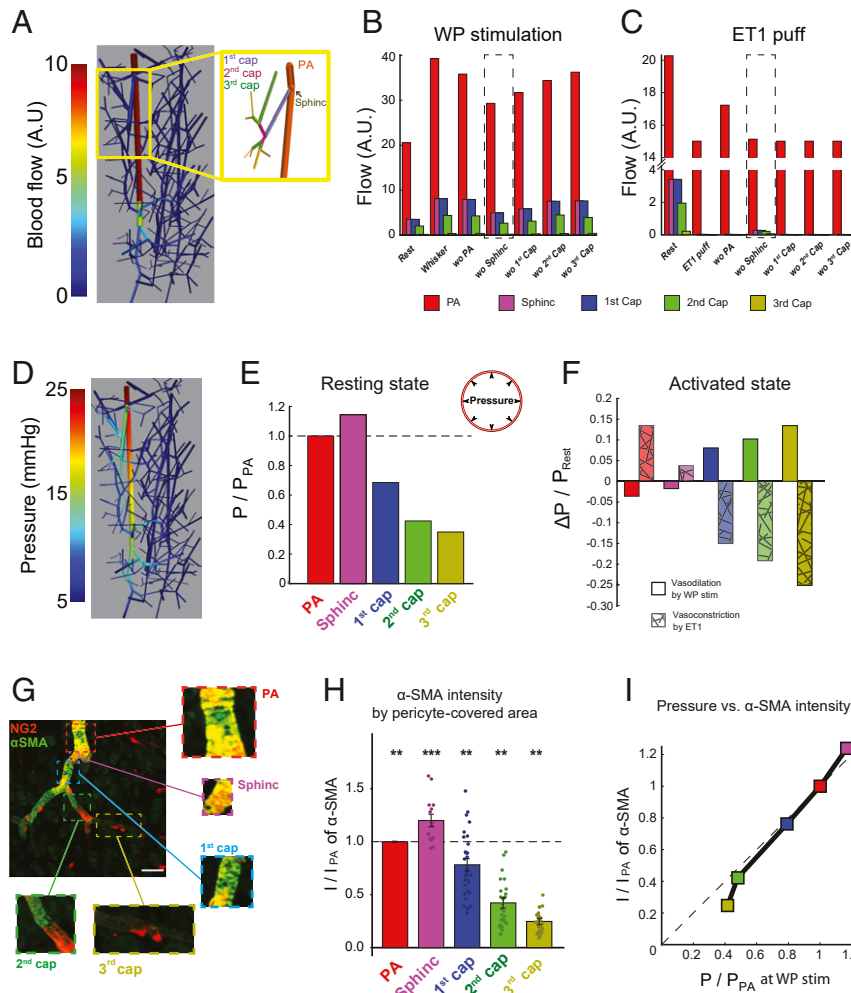 A
10
5
0
Blood flow (A.U)
1st cap
2nd cap
3rd cap
PA
Sphinc
B
WP stimulation
Flow (A.U.)
40
30
20
10
0
Rest
Whisker
wo PA
wo Sphinc
wo 1st Cap
wo 2nd Cap
wo 3rd Cap
C
ET1 puff
Flow (A.U.)
20
18
16
14
4
2
0
Rest
ET1 puff
wo PA
wo Sphinc
wo 1st Cap
wo 2nd Cap
wo 3rd Cap
PA
Sphinc
1st Cap
2nd Cap
3rd Cap
D
25
15
5
Pressure (mmHg)
E
Resting state
Pressure
P / PPA
1.2
1
0.8
0.6
0.4
0.2
0
PA
Sphinc
1st cap
2nd cap
3rd cap
F
Activated state
ΔP / PRest
0.15
0.1
0.05
0
-0.05
-0.1
-0.15
-0.20
-0.25
-0.30
Vasodilation
by WP stim
Vasoconstriction
by ET1
G
NG2
αSMA
PA
Sphinc
1st cap
2nd cap
3rd cap
H
α-SMA intensity
by pericyte-covered area
** *** ** ** **
I / IPA of α-SMA
1.5
1.0
0.5
0.0
PA
Sphinc
1st cap
2nd cap
3rd cap
I
Pressure vs. α-SMA intensity
I / IPA of α-SMA
1.2
1
0.8
0.6
0.4
0.2
0
0 0.2 0.4 0.6 0.8 1 1.2
P / PPA at WP stim